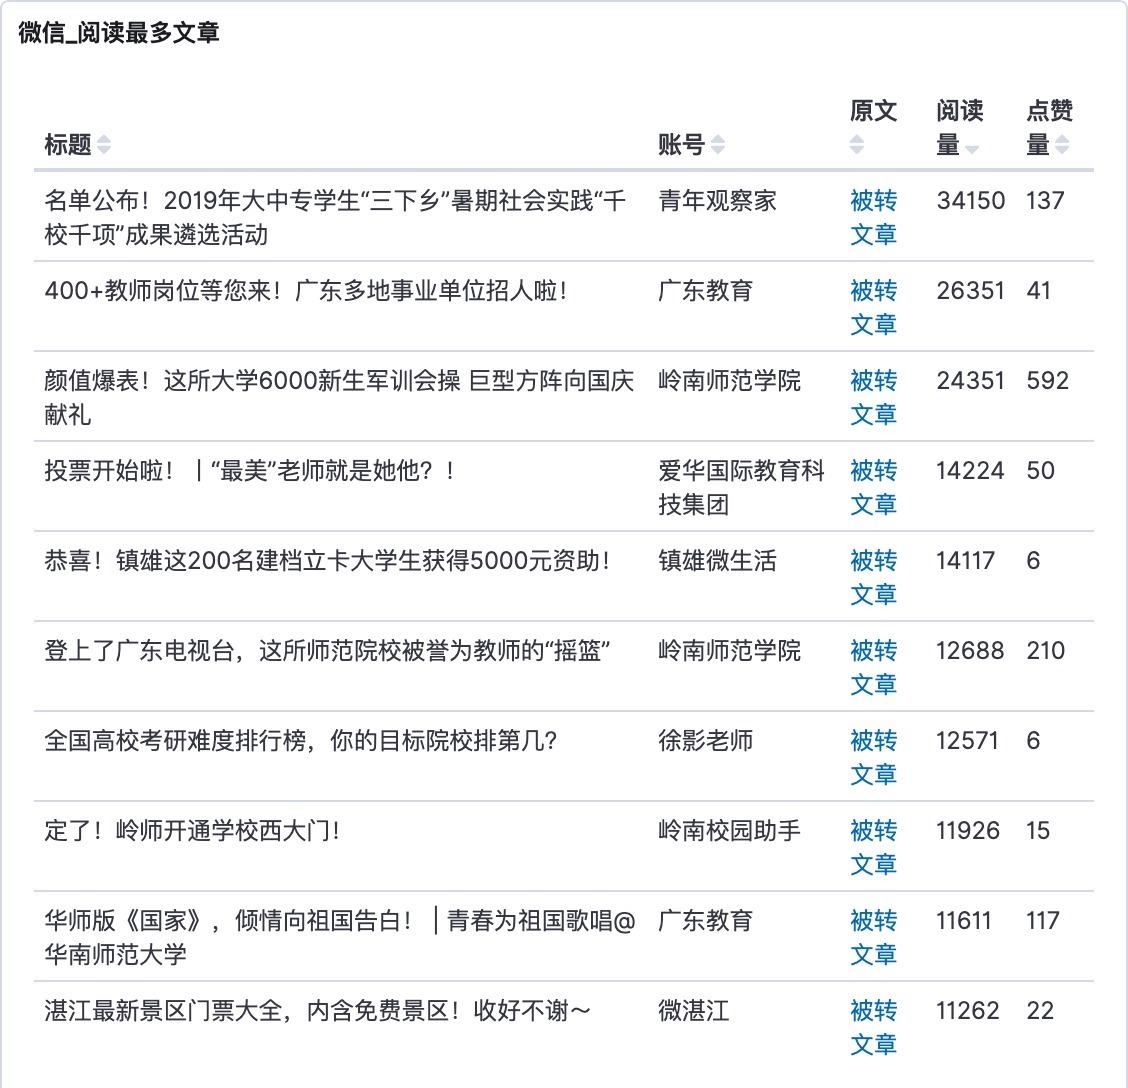 微信_阅读最多文章
标题 账号 原文 阅读量 点赞量
名单公布！2019年大中专学生“三下乡”暑期社会实践“千 青年观察家 被转 34150 137
校千项”成果遴选活动 文章
400+教师岗位等您来！广东多地事业单位招人啦！ 广东教育 被转 26351 41
文章
颜值爆表！这所大学6000新生军训会操 巨型方阵向国庆 岭南师范学院 被转 24351 592
献礼 文章
投票开始啦！｜“最美”老师就是她他？！ 爱华国际教育科 被转 14224 50
技集团 文章
恭喜！镇雄这200名建档立卡大学生获得5000元资助！ 镇雄微生活 被转 14117 6
文章
登上了广东电视台，这所师范院校被誉为教师的“摇篮” 岭南师范学院 被转 12688 210
文章
全国高校考研难度排行榜，你的目标院校排第几？ 徐影老师 被转 12571 6
文章
定了！岭师开通学校西大门！ 岭南校园助手 被转 11926 15
文章
华师版《国家》，倾情向祖国告白！｜青春为祖国歌唱@ 广东教育 被转 11611 117
华南师范大学 文章
湛江最新景区门票大全，内含免费景区！收好不谢～ 微湛江 被转 11262 22
文章